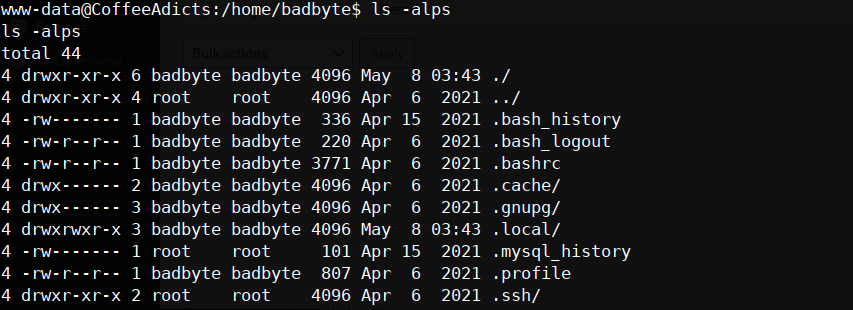 www-data@CoffeeAdicts:/home/badbyte$ ls -alps
ls -alps
total 44
4 drwxr-xr-x 6 badbyte badbyte 4096 May  8 03:43 ./
4 drwxr-xr-x 4 root    root    4096 Apr  6  2021 ../
4 -rw------- 1 badbyte badbyte  336 Apr 15  2021 .bash_history
4 -rw-r--r-- 1 badbyte badbyte  220 Apr  6  2021 .bash_logout
4 -rw-r--r-- 1 badbyte badbyte 3771 Apr  6  2021 .bashrc
4 drwx------ 2 badbyte badbyte 4096 Apr  6  2021 .cache/
4 drwx------ 3 badbyte badbyte 4096 Apr  6  2021 .gnupg/
4 drwxrwxr-x 3 badbyte badbyte 4096 May  8 03:43 .local/
4 -rw------- 1 root    root     101 Apr 15  2021 .mysql_history
4 -rw-r--r-- 1 badbyte badbyte  807 Apr  6  2021 .profile
4 drwxr-xr-x 2 root    root    4096 Apr  6  2021 .ssh/
Bulk actions
Apply